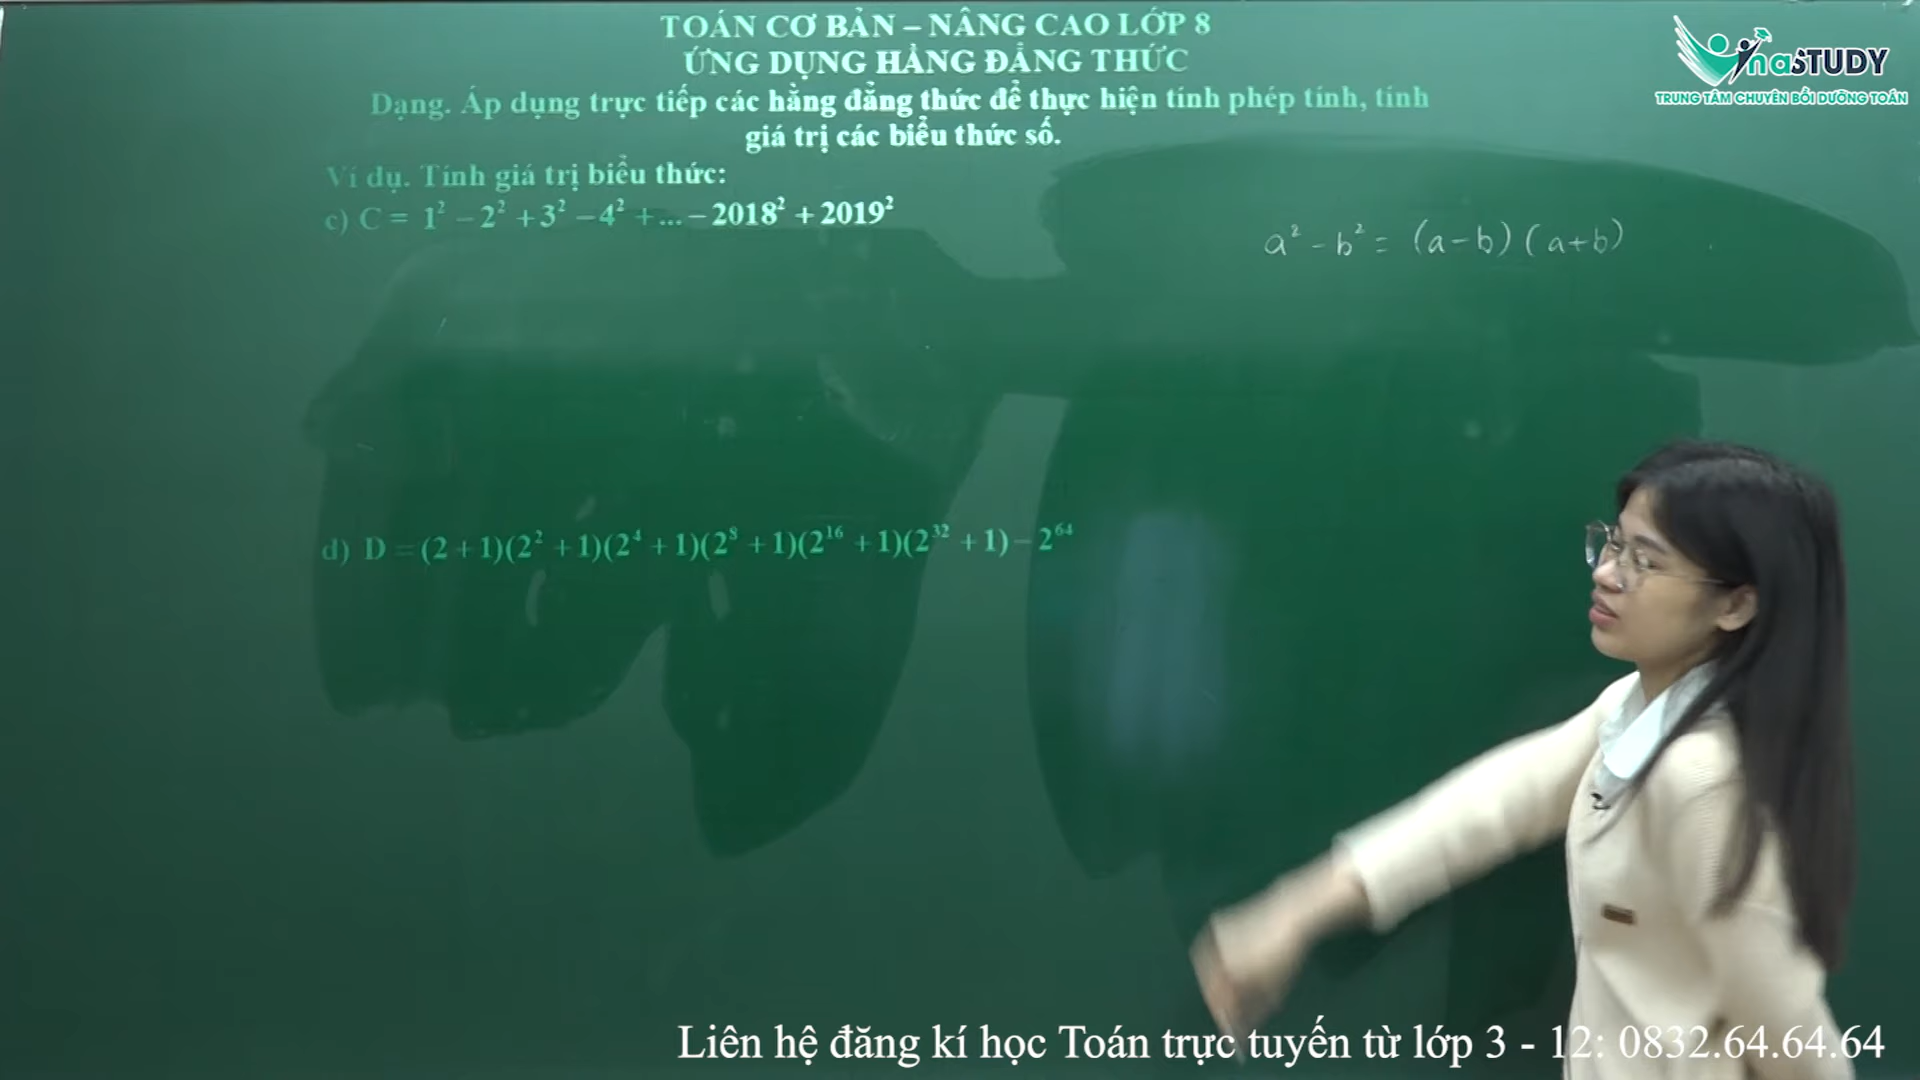 TOÁN CƠ BẢN – NÂNG CAO LỚP 8
ỨNG DỤNG HẰNG ĐẲNG THỨC
Dạng. Áp dụng trực tiếp các hằng đẳng thức để thực hiện tính phép tính, tính
giá trị các biểu thức số.
Ví dụ. Tính giá trị biểu thức:
c) C = 1² – 2² + 3² – 4² + ... – 2018² + 2019²
a² - b² = (a-b)(a+b)
d) D = (2 + 1)(2² + 1)(2⁴ + 1)(2⁸ + 1)(2¹⁶ + 1)(2³² + 1) – 2⁶⁴
VinaSTUDY
TRUNG TÂM CHUYÊN BỒI DƯỠNG TOÁN
Liên hệ đăng kí học Toán trực tuyến từ lớp 3 - 12: 0832.64.64.64